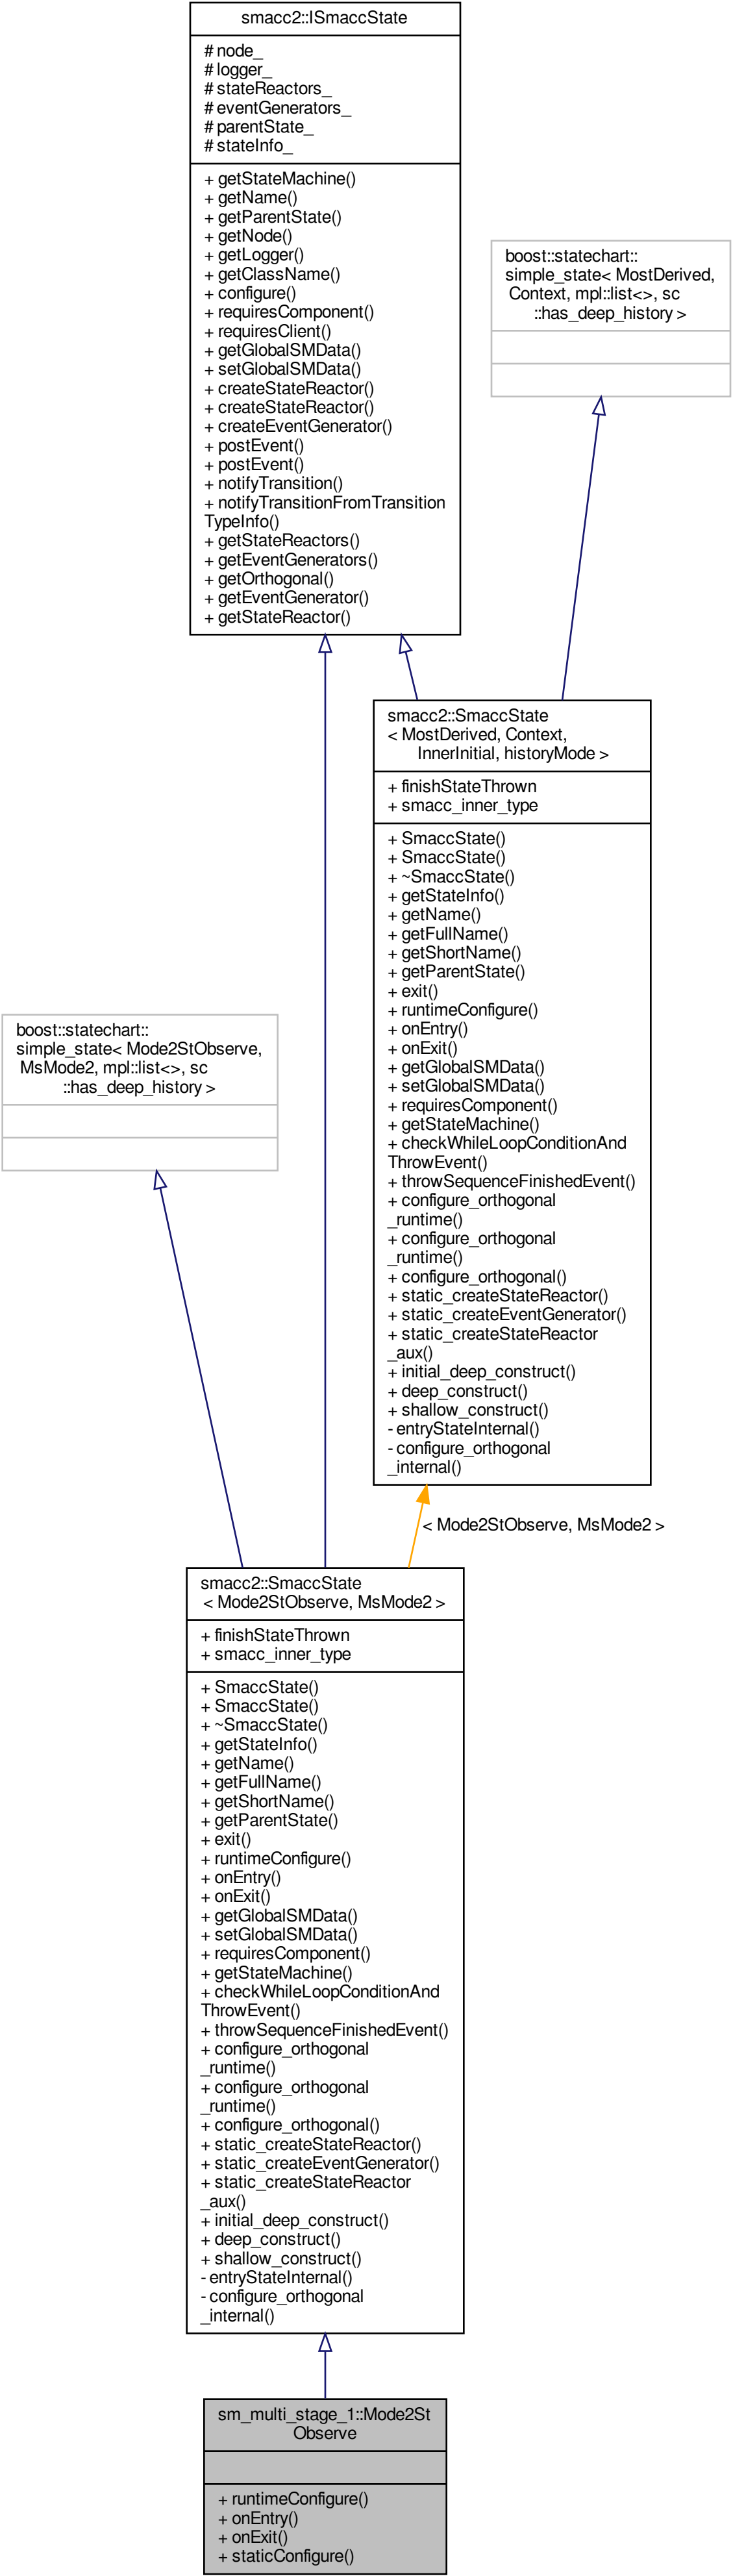 smacc2::ISmaccState
# node_
# logger_
# stateReactors_
# eventGenerators_
# parentState_
# stateInfo_
+ getStateMachine()
+ getName()
+ getParentState()
+ getNode()
+ getLogger()
+ getClassName()
+ configure()
+ requiresComponent()
+ requiresClient()
+ getGlobalSMData()
+ setGlobalSMData()
+ createStateReactor()
+ createStateReactor()
+ createEventGenerator()
+ postEvent()
+ postEvent()
+ notifyTransition()
+ notifyTransitionFromTransition
TypeInfo()
+ getStateReactors()
+ getEventGenerators()
+ getOrthogonal()
+ getEventGenerator()
+ getStateReactor()
boost::statechart::
simple_state< MostDerived,
Context, mpl::list<>, sc
::has_deep_history >
smacc2::SmaccState
< MostDerived, Context,
InnerInitial, historyMode >
+ finishStateThrown
+ smacc_inner_type
+ SmaccState()
+ SmaccState()
+ ~SmaccState()
+ getStateInfo()
+ getName()
+ getFullName()
+ getShortName()
+ getParentState()
+ exit()
+ runtimeConfigure()
+ onEntry()
+ onExit()
+ getGlobalSMData()
+ setGlobalSMData()
+ requiresComponent()
+ getStateMachine()
+ checkWhileLoopConditionAnd
ThrowEvent()
+ throwSequenceFinishedEvent()
+ configure_orthogonal
_runtime()
+ configure_orthogonal
_runtime()
+ configure_orthogonal()
+ static_createStateReactor()
+ static_createEventGenerator()
+ static_createStateReactor
_aux()
+ initial_deep_construct()
+ deep_construct()
+ shallow_construct()
- entryStateInternal()
- configure_orthogonal
_internal()
boost::statechart::
simple_state< Mode2StObserve,
MsMode2, mpl::list<>, sc
::has_deep_history >
< Mode2StObserve, MsMode2 >
smacc2::SmaccState
< Mode2StObserve, MsMode2 >
+ finishStateThrown
+ smacc_inner_type
+ SmaccState()
+ SmaccState()
+ ~SmaccState()
+ getStateInfo()
+ getName()
+ getFullName()
+ getShortName()
+ getParentState()
+ exit()
+ runtimeConfigure()
+ onEntry()
+ onExit()
+ getGlobalSMData()
+ setGlobalSMData()
+ requiresComponent()
+ getStateMachine()
+ checkWhileLoopConditionAnd
ThrowEvent()
+ throwSequenceFinishedEvent()
+ configure_orthogonal
_runtime()
+ configure_orthogonal
_runtime()
+ configure_orthogonal()
+ static_createStateReactor()
+ static_createEventGenerator()
+ static_createStateReactor
_aux()
+ initial_deep_construct()
+ deep_construct()
+ shallow_construct()
- entryStateInternal()
- configure_orthogonal
_internal()
sm_multi_stage_1::Mode2St
Observe
+ runtimeConfigure()
+ onEntry()
+ onExit()
+ staticConfigure()